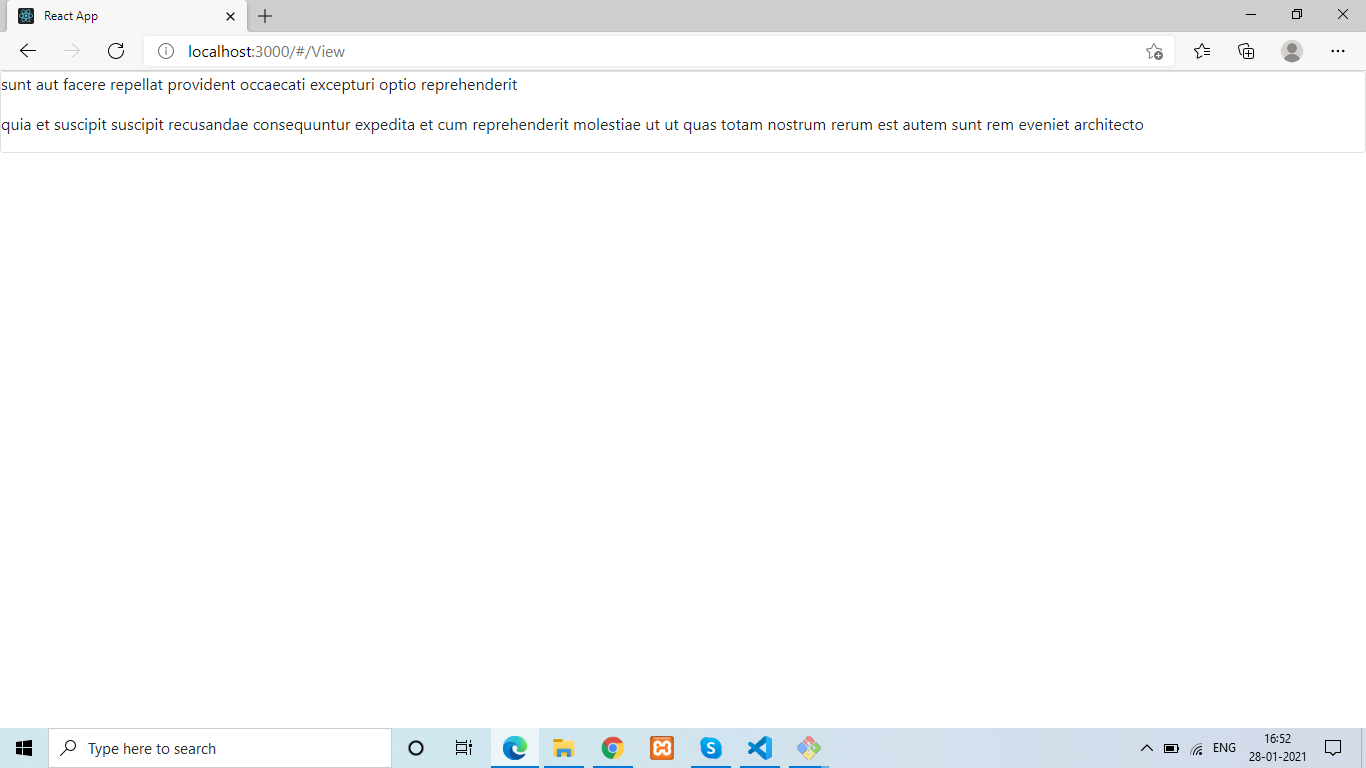 React App
localhost:3000/#/View
sunt aut facere repellat provident occaecati excepturi optio reprehenderit
quia et suscipit suscipit recusandae consequuntur expedita et cum reprehenderit molestiae ut ut quas totam nostrum rerum est autem sunt rem eveniet architecto
Type here to search
ENG
16:52
28-01-2021